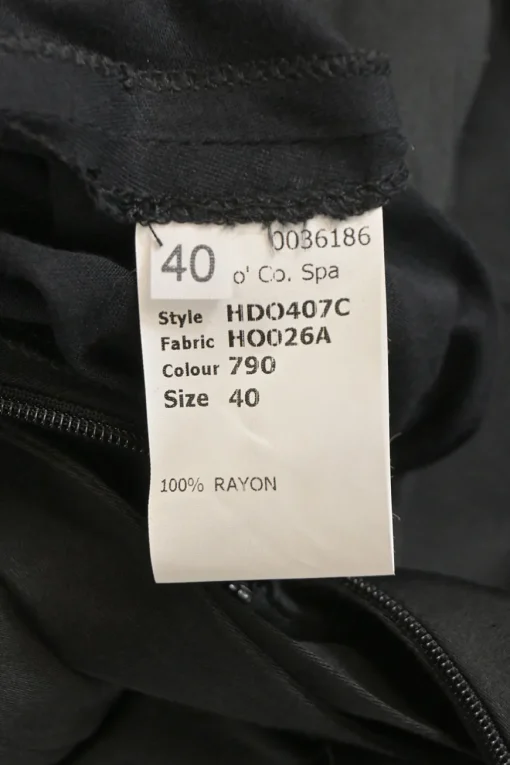 40
0036186
o' Co. Spa
Style HDO407C
Fabric HO026A
Colour 790
Size 40
100% RAYON